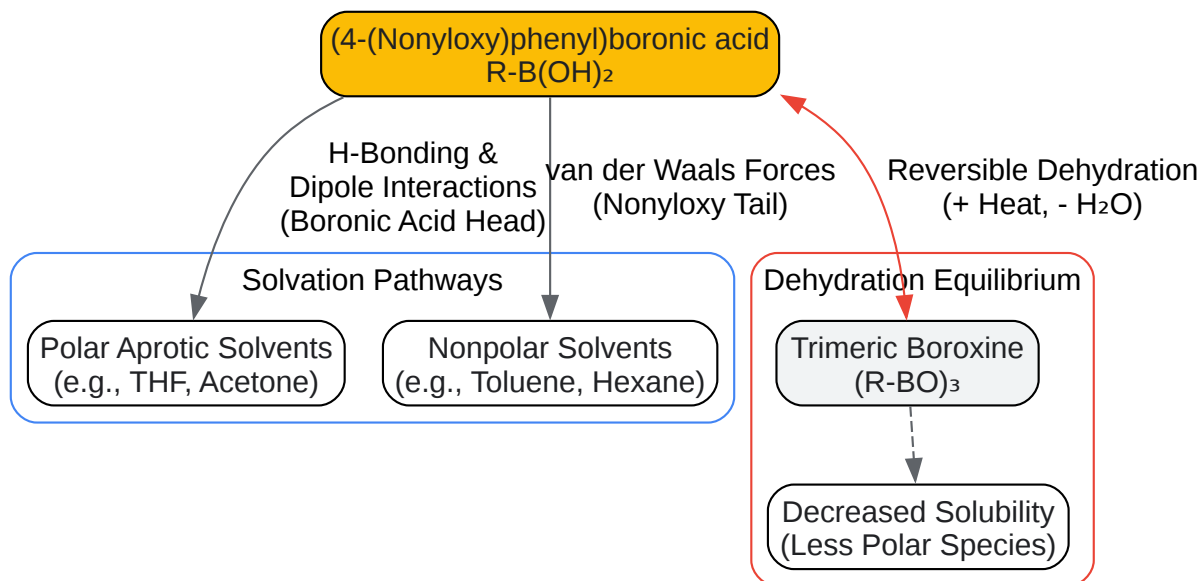 (4-(Nonyloxy)phenyl)boronic acid
R-B(OH)₂
H-Bonding &
Dipole Interactions
(Boronic Acid Head)
van der Waals Forces
(Nonyloxy Tail)
Reversible Dehydration
(+ Heat, - H₂O)
Solvation Pathways
Dehydration Equilibrium
Polar Aprotic Solvents
(e.g., THF, Acetone)
Nonpolar Solvents
(e.g., Toluene, Hexane)
Trimeric Boroxine
(R-BO)₃
Decreased Solubility
(Less Polar Species)